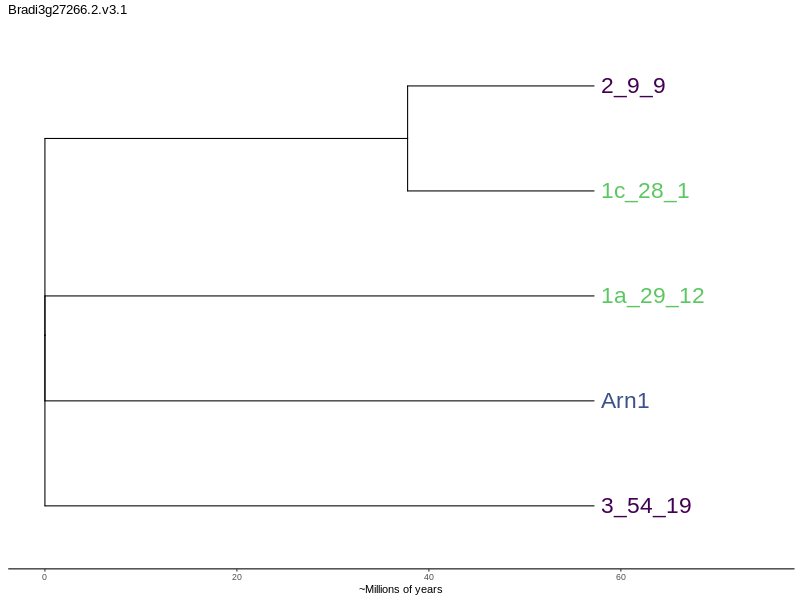 Bradi3g27266.2.v3.1
2_9_9
1c_28_1
1a_29_12
Arn1
3_54_19
0 20 40 60
~Millions of years